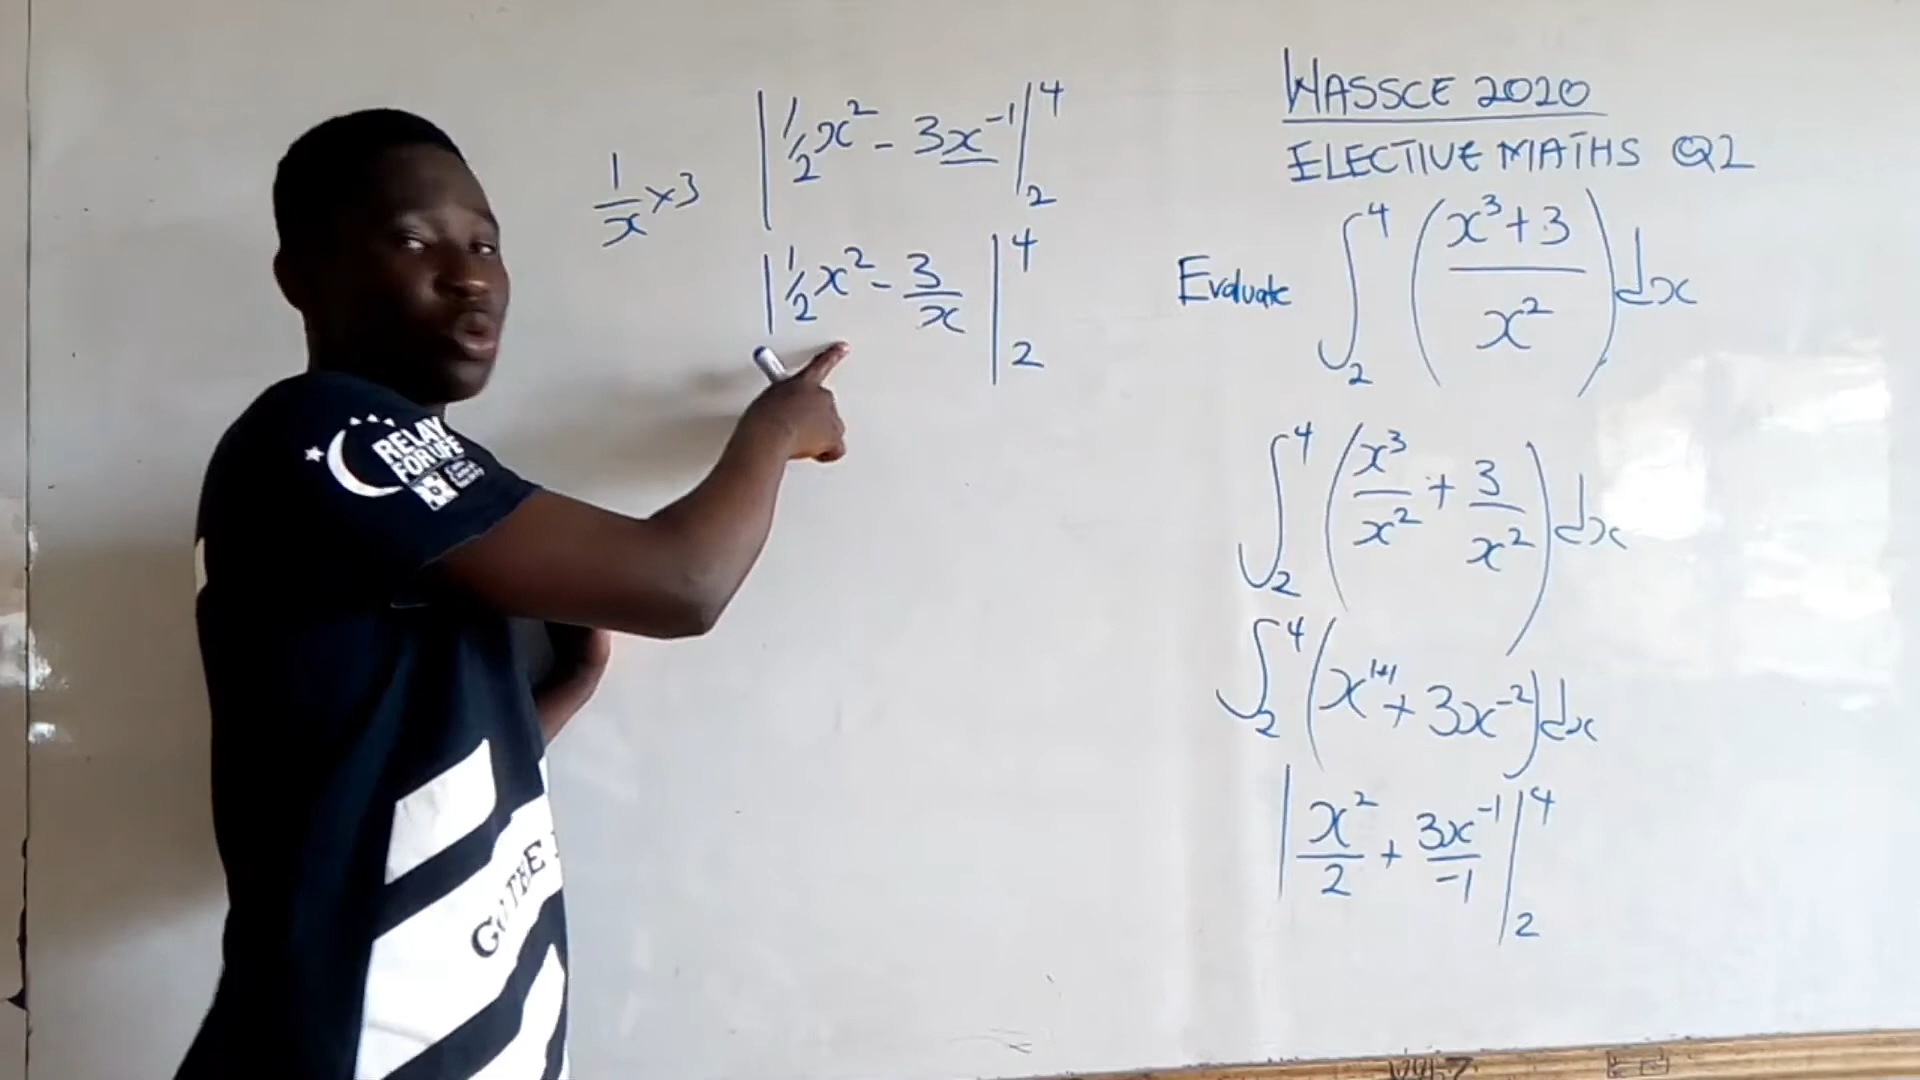 WASSCE 2020
ELECTIVE MATHS Q2
Evaluate ∫₂⁴ ((x³+3)/x²) dx
∫₂⁴ (x³/x² + 3/x²) dx
∫₂⁴ (x¹⁺¹ + 3x⁻²) dx
| x²/2 + 3x⁻¹/-1 |₂⁴
| ½x² - 3x⁻¹ |₂⁴
1/x × 3
| ½x² - 3/x |₂⁴
RELAY
FOR LIFE